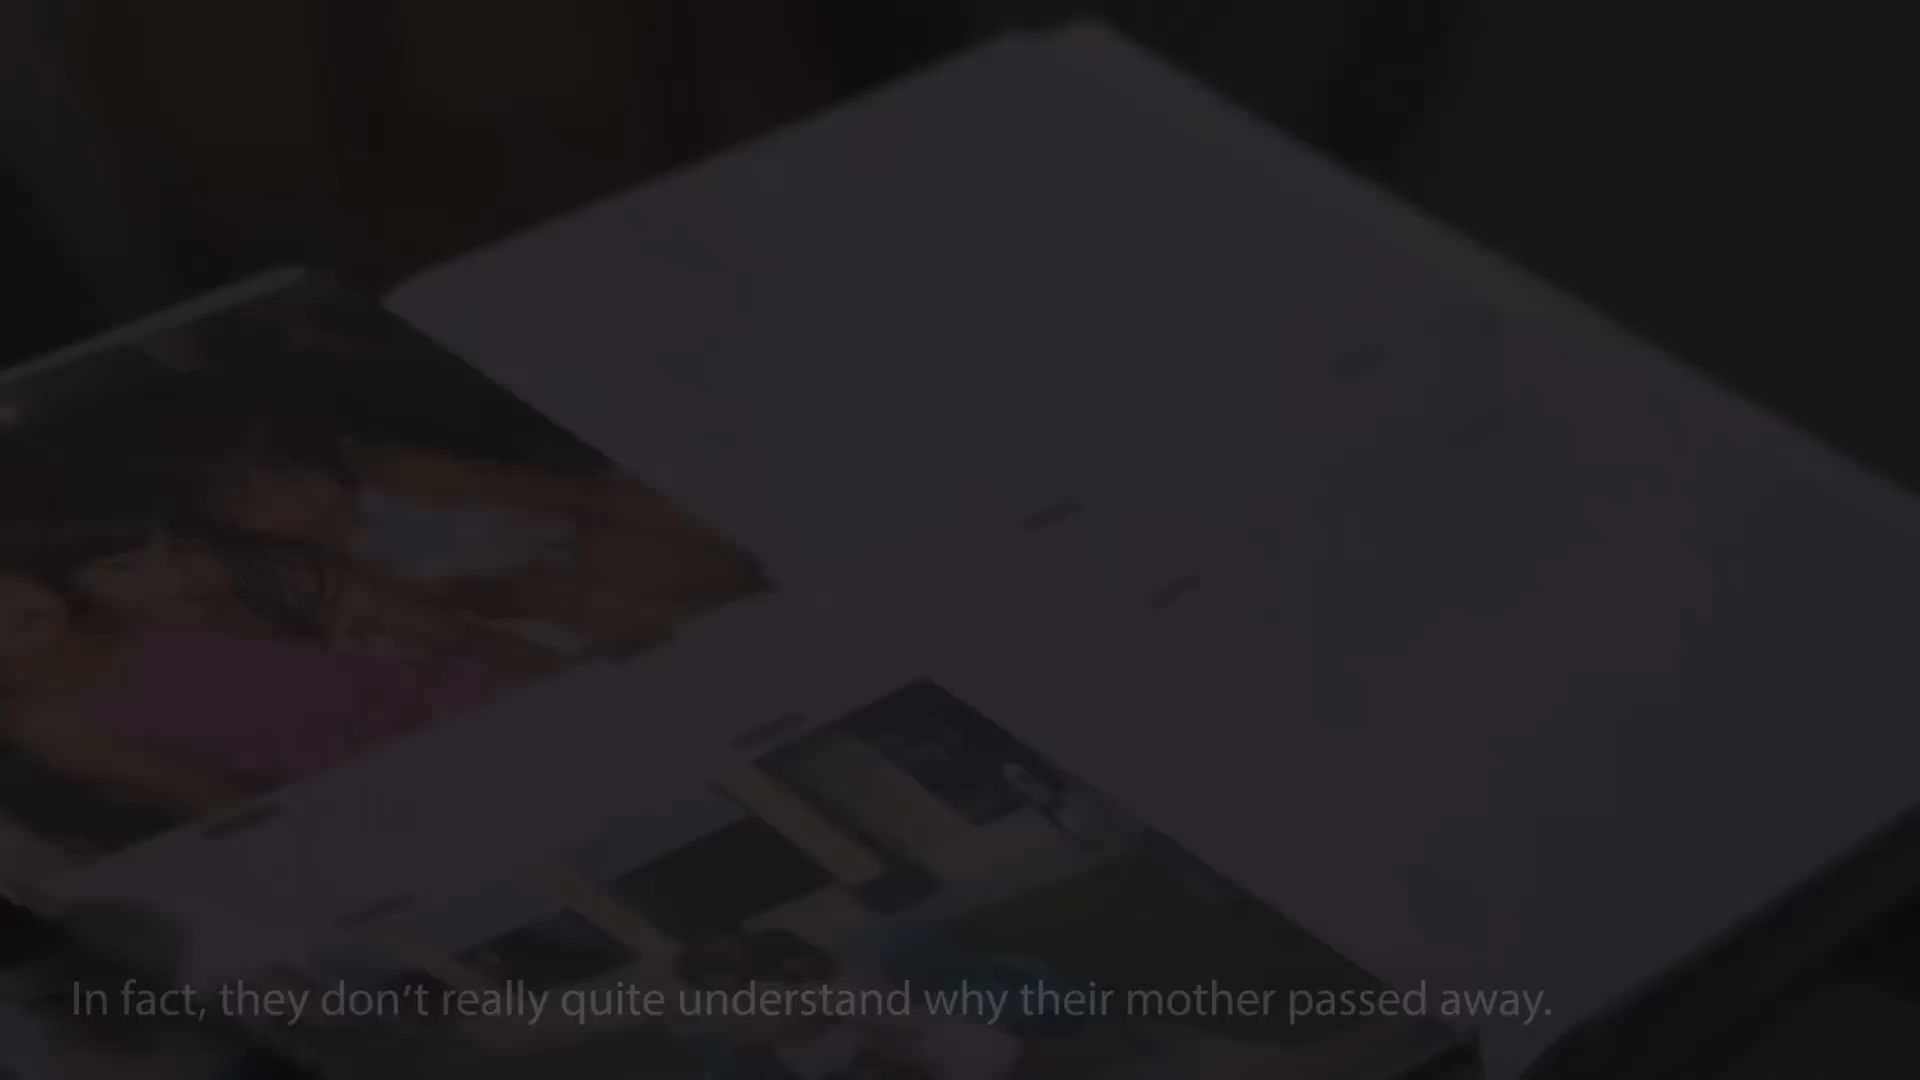 In fact, they don’t really quite understand why their mother passed away.